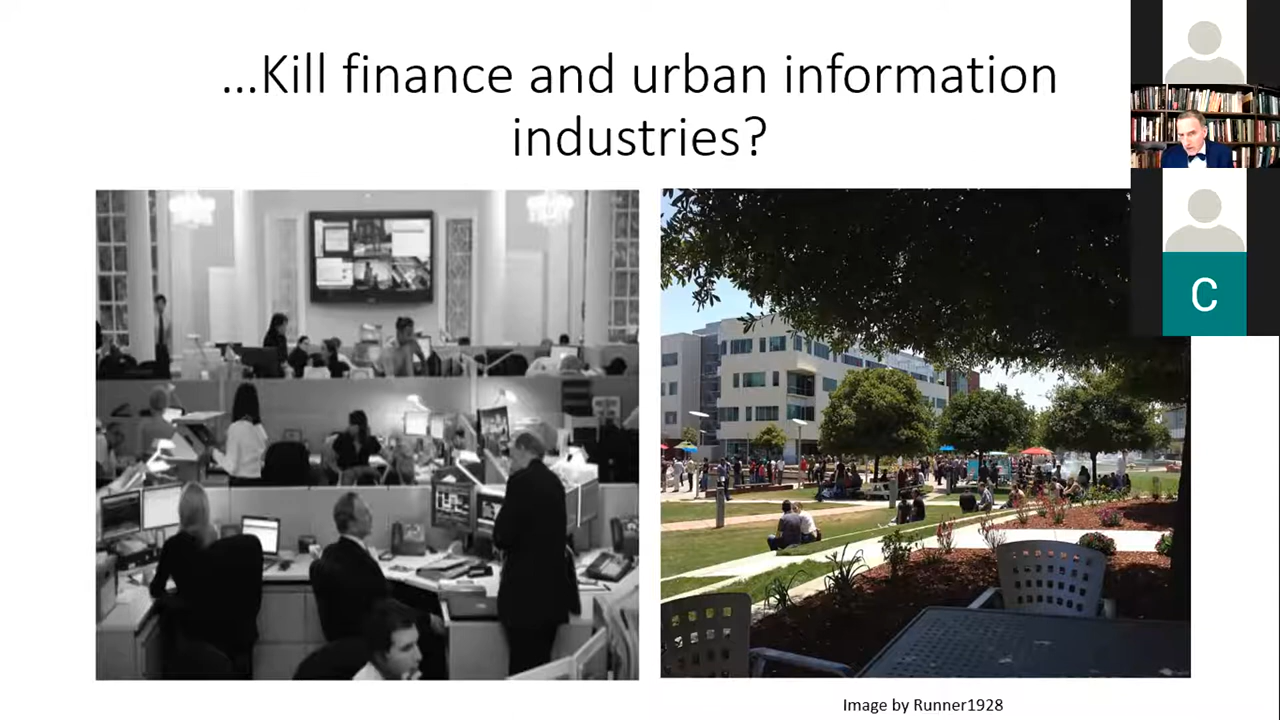 ...Kill finance and urban information
industries?
C
Image by Runner1928